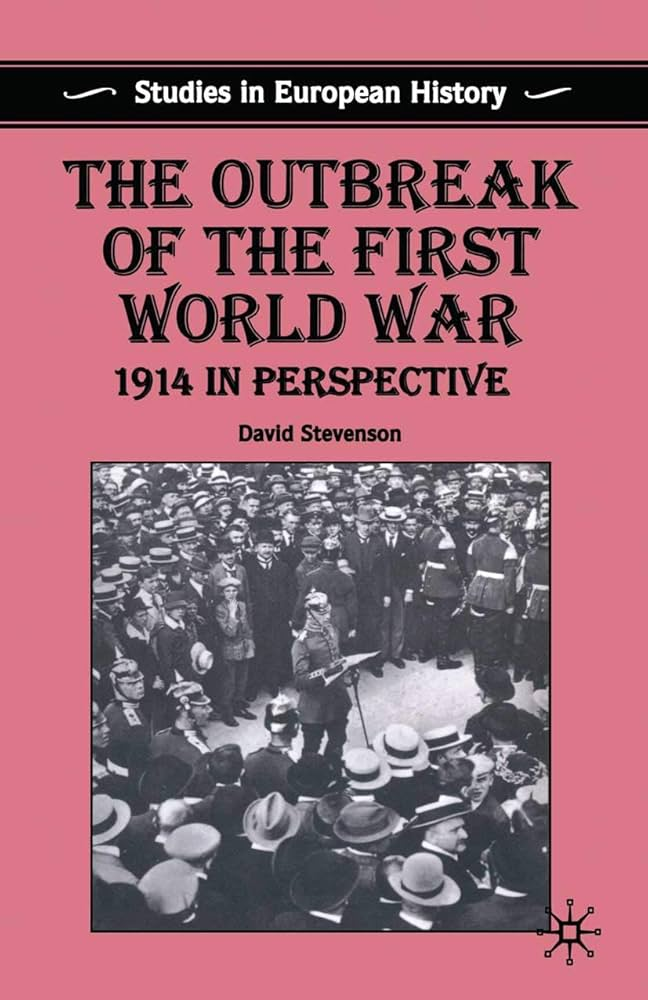 Studies in European History
THE OUTBREAK
OF THE FIRST
WORLD WAR
1914 IN PERSPECTIVE
David Stevenson